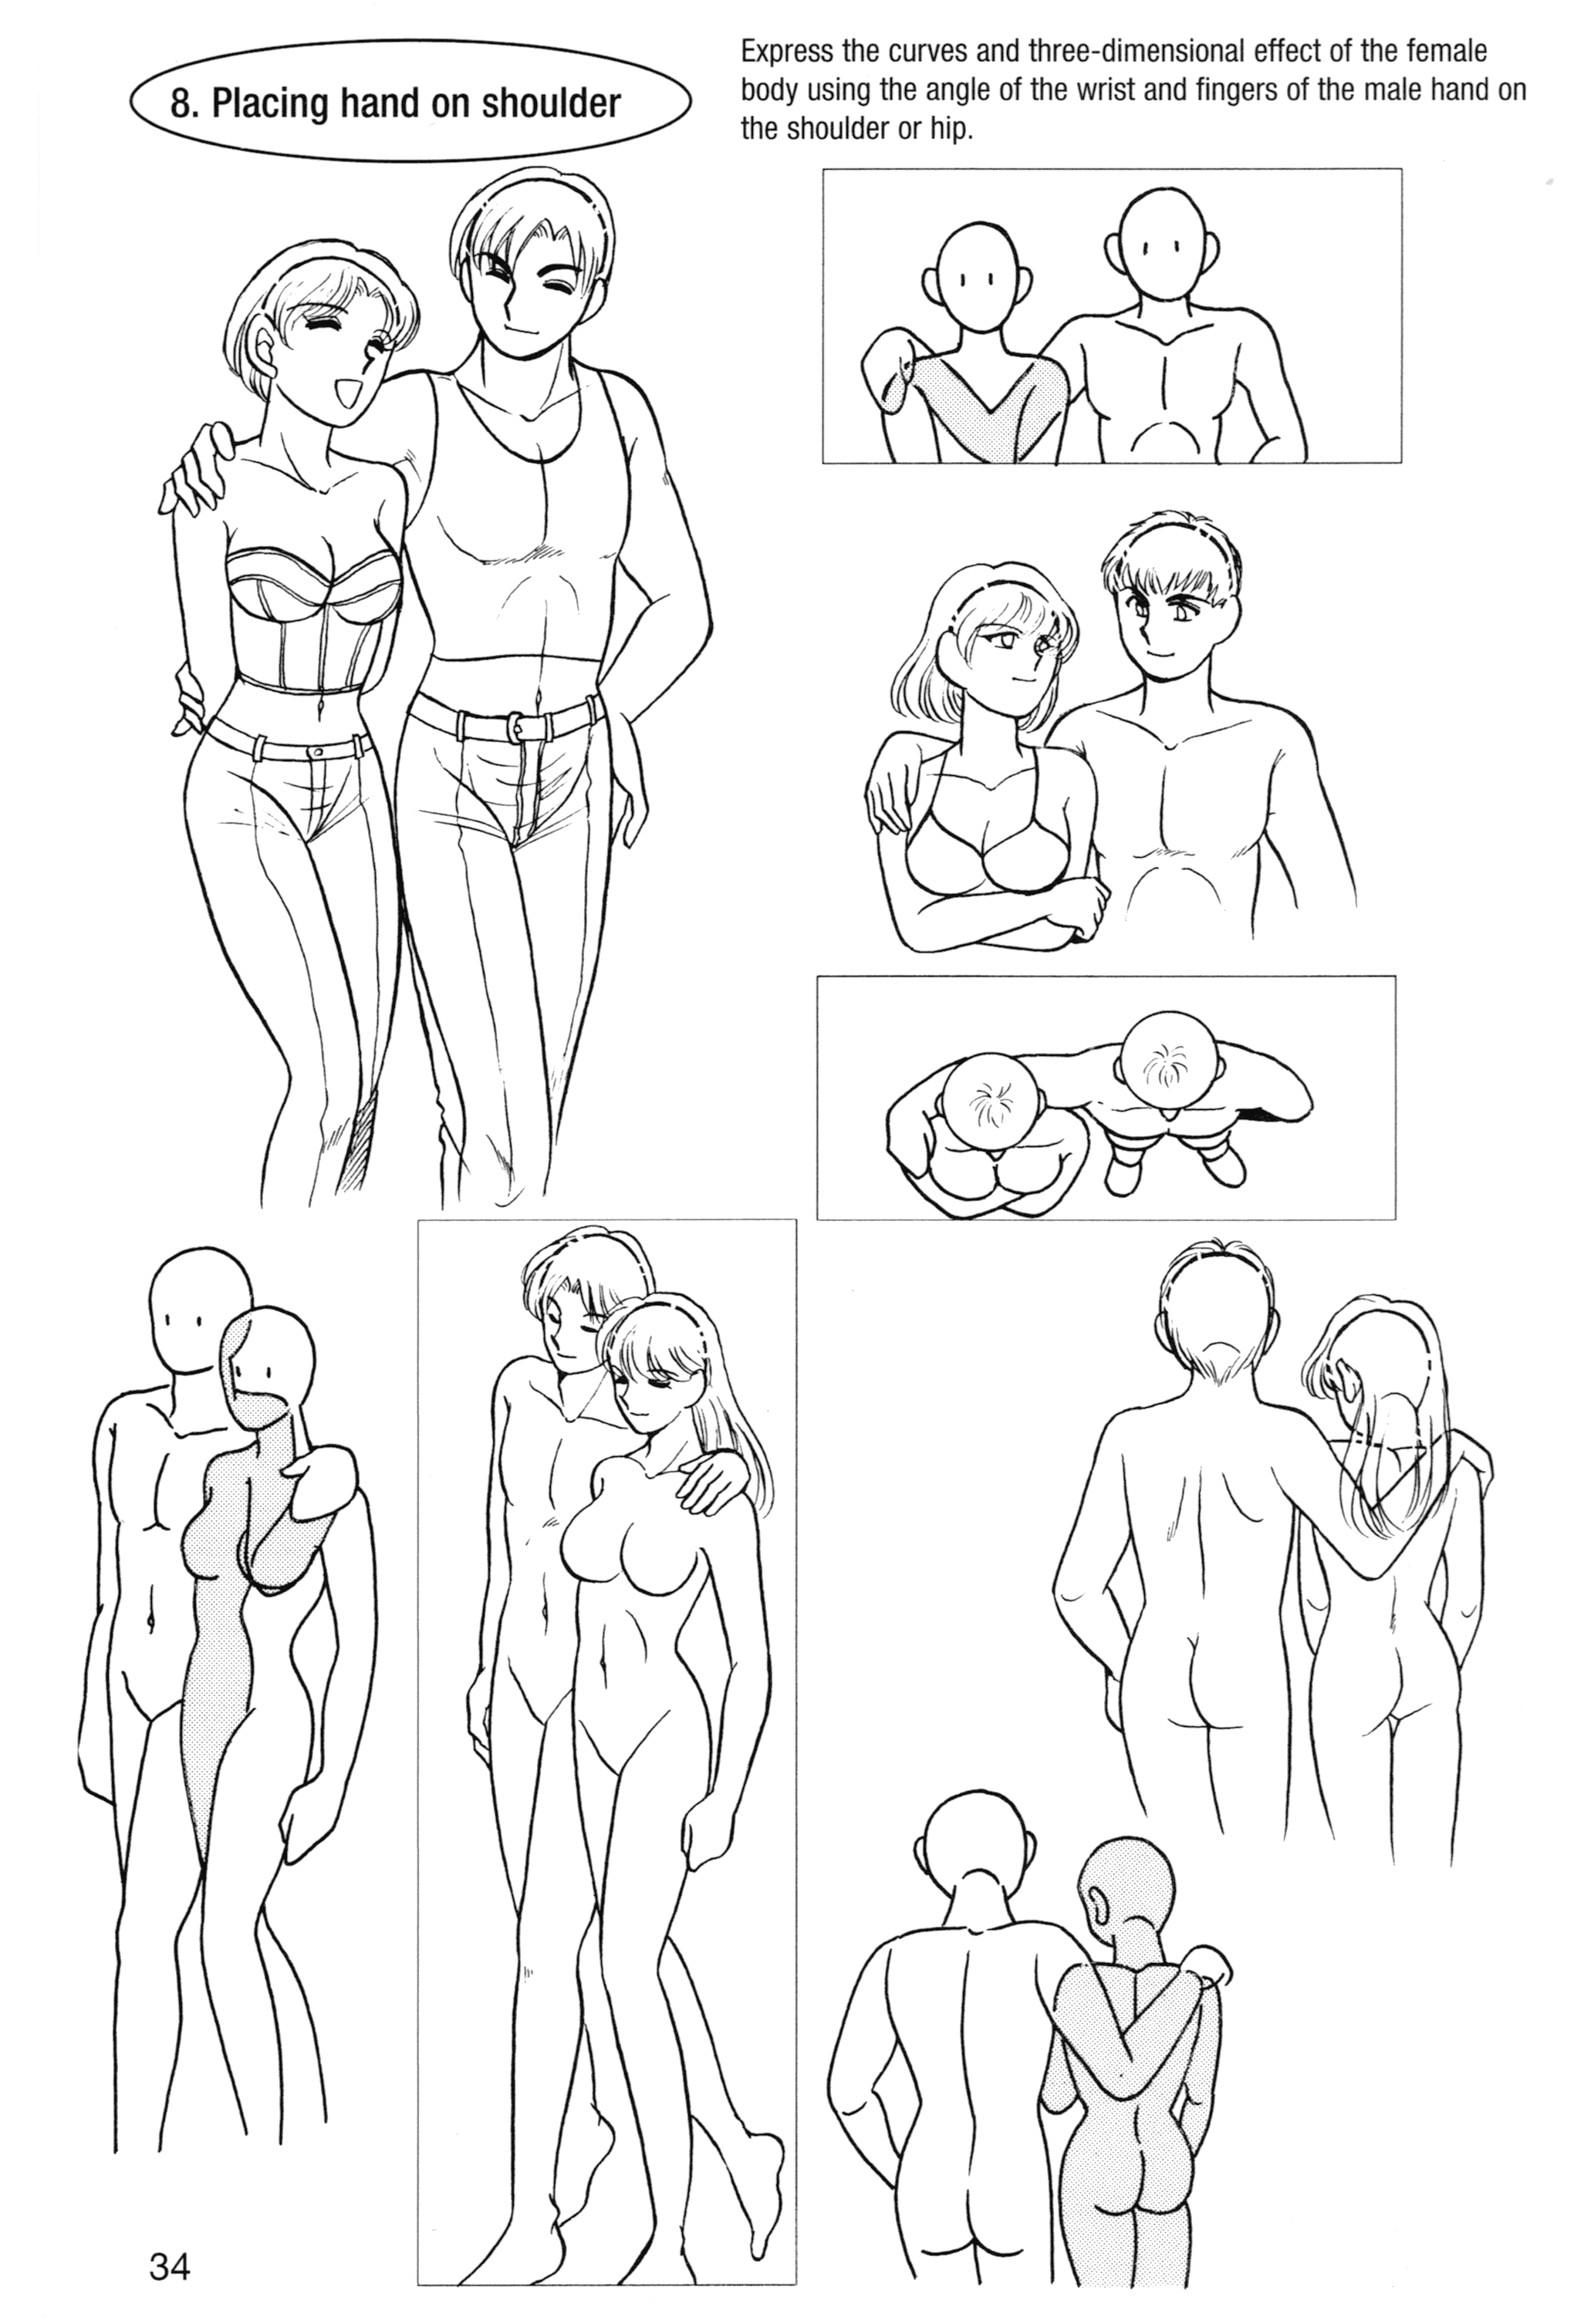 8. Placing hand on shoulder
Express the curves and three-dimensional effect of the female
body using the angle of the wrist and fingers of the male hand on
the shoulder or hip.
34